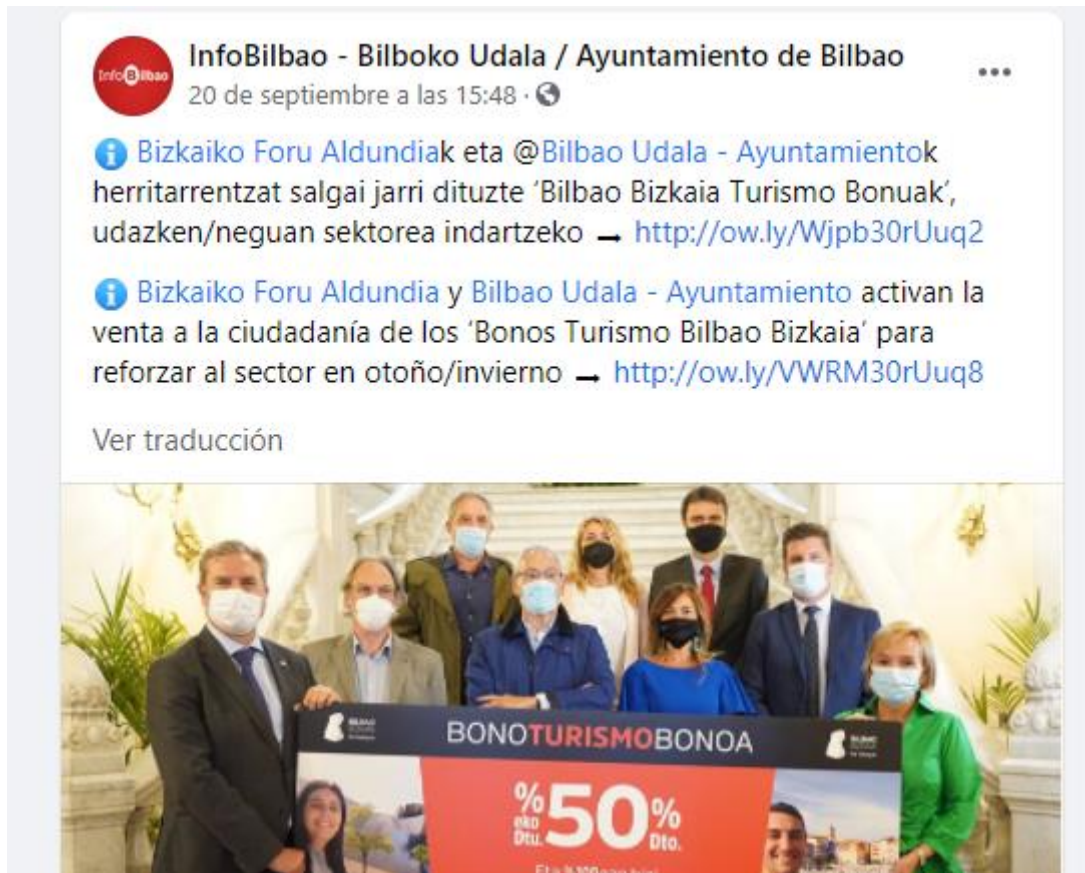 InfoBilbao
InfoBilbao - Bilboko Udala / Ayuntamiento de Bilbao
20 de septiembre a las 15:48 ·
Bizkaiko Foru Aldundiak eta @Bilbao Udala - Ayuntamientok
herritarrentzat salgai jarri dituzte ‘Bilbao Bizkaia Turismo Bonuak’,
udazken/neguan sektorea indartzeko → http://ow.ly/Wjpb30rUuq2
Bizkaiko Foru Aldundia y Bilbao Udala - Ayuntamiento activan la
venta a la ciudadanía de los ‘Bonos Turismo Bilbao Bizkaia’ para
reforzar al sector en otoño/invierno → http://ow.ly/VWRM30rUuq8
Ver traducción
BONOTURISMOBONOA
%eko Dtu. 50% Dto.